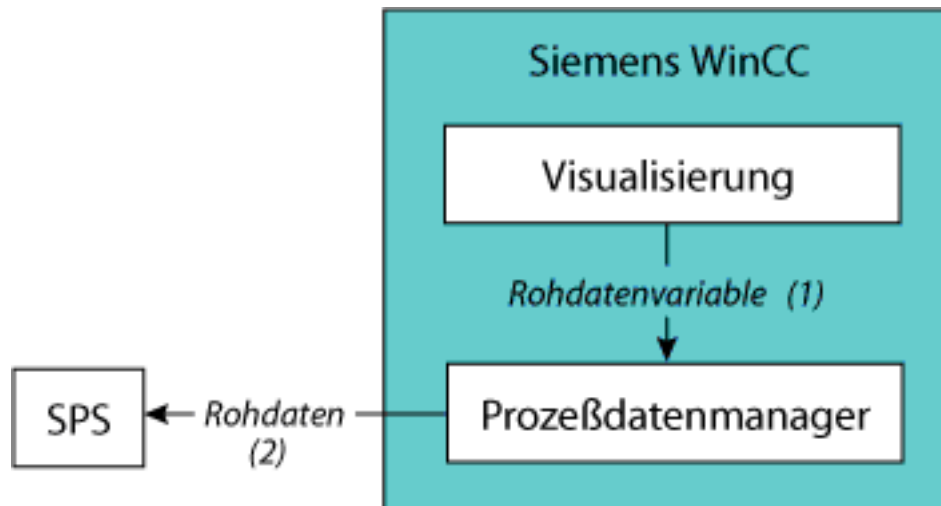 Siemens WinCC
Visualisierung
Rohdatenvariable (1)
Prozeßdatenmanager
SPS
Rohdaten
(2)